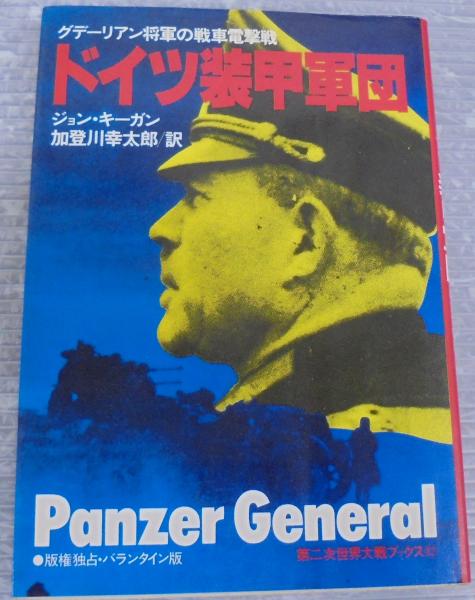 グデーリアン将軍の戦車電撃戦
ドイツ装甲軍団
ジョン・キーガン
加登川幸太郎/訳
Panzer General
●版権独占・バランタイン版
第二次世界大戦ブックス